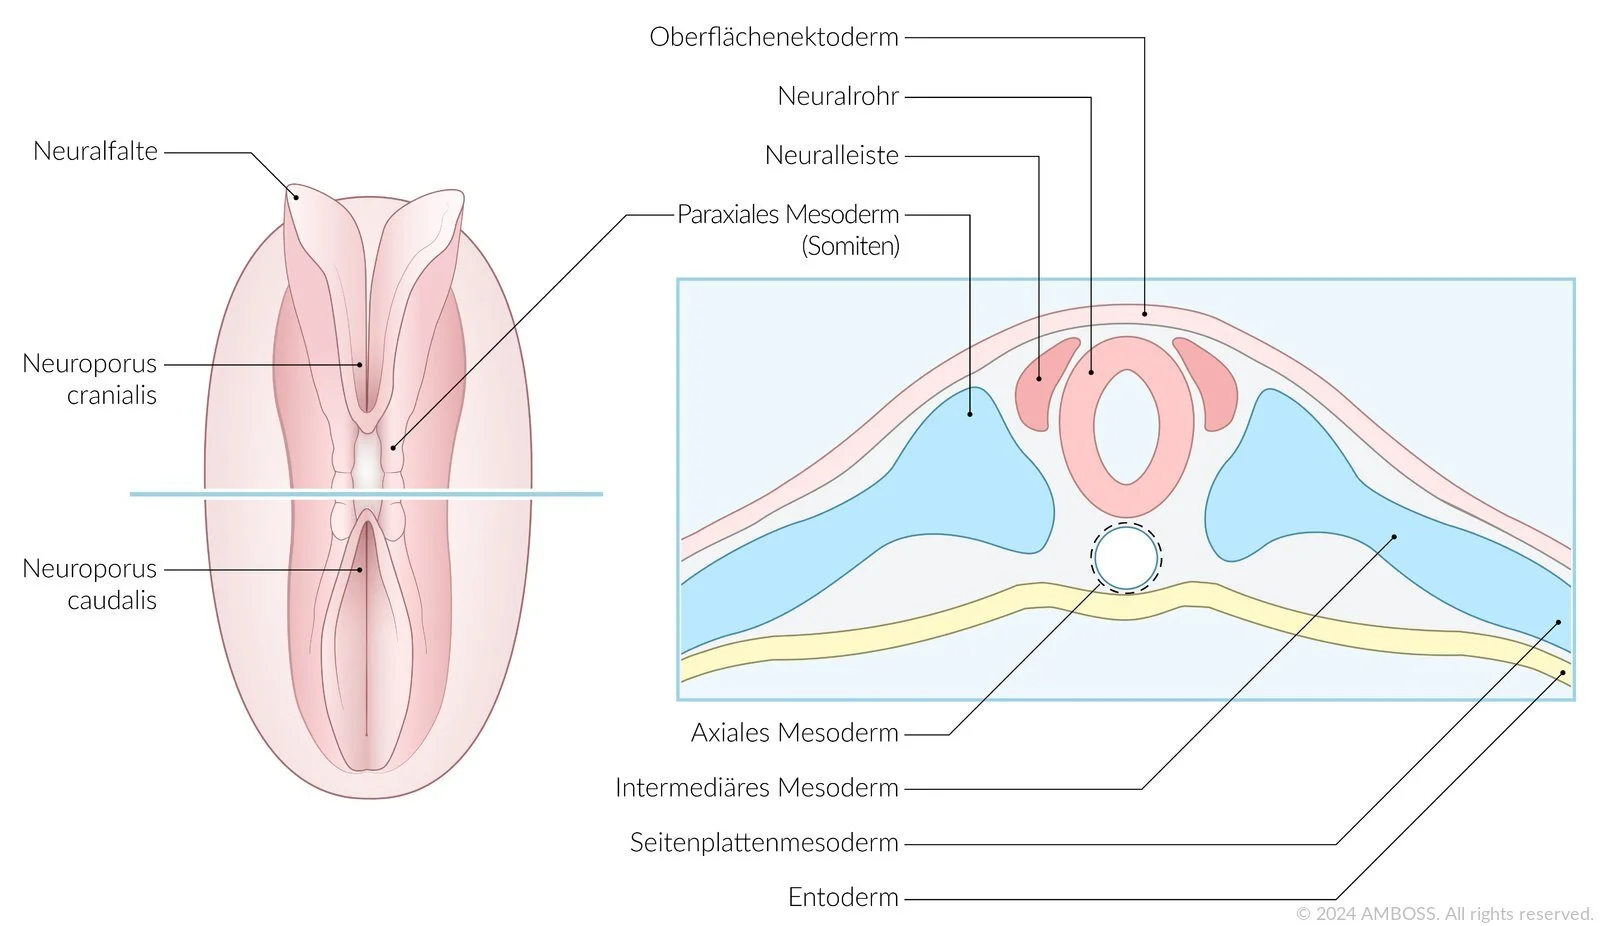 Oberflächenektoderm
Neuralrohr
Neuralfalte
Neuralleiste
Paraxiales Mesoderm
(Somiten)
Neuroporus
cranialis
Neuroporus
caudalis
Axiales Mesoderm
Intermediäres Mesoderm
Seitenplattenmesoderm
Entoderm
© 2024 AMBOSS. All rights reserved.